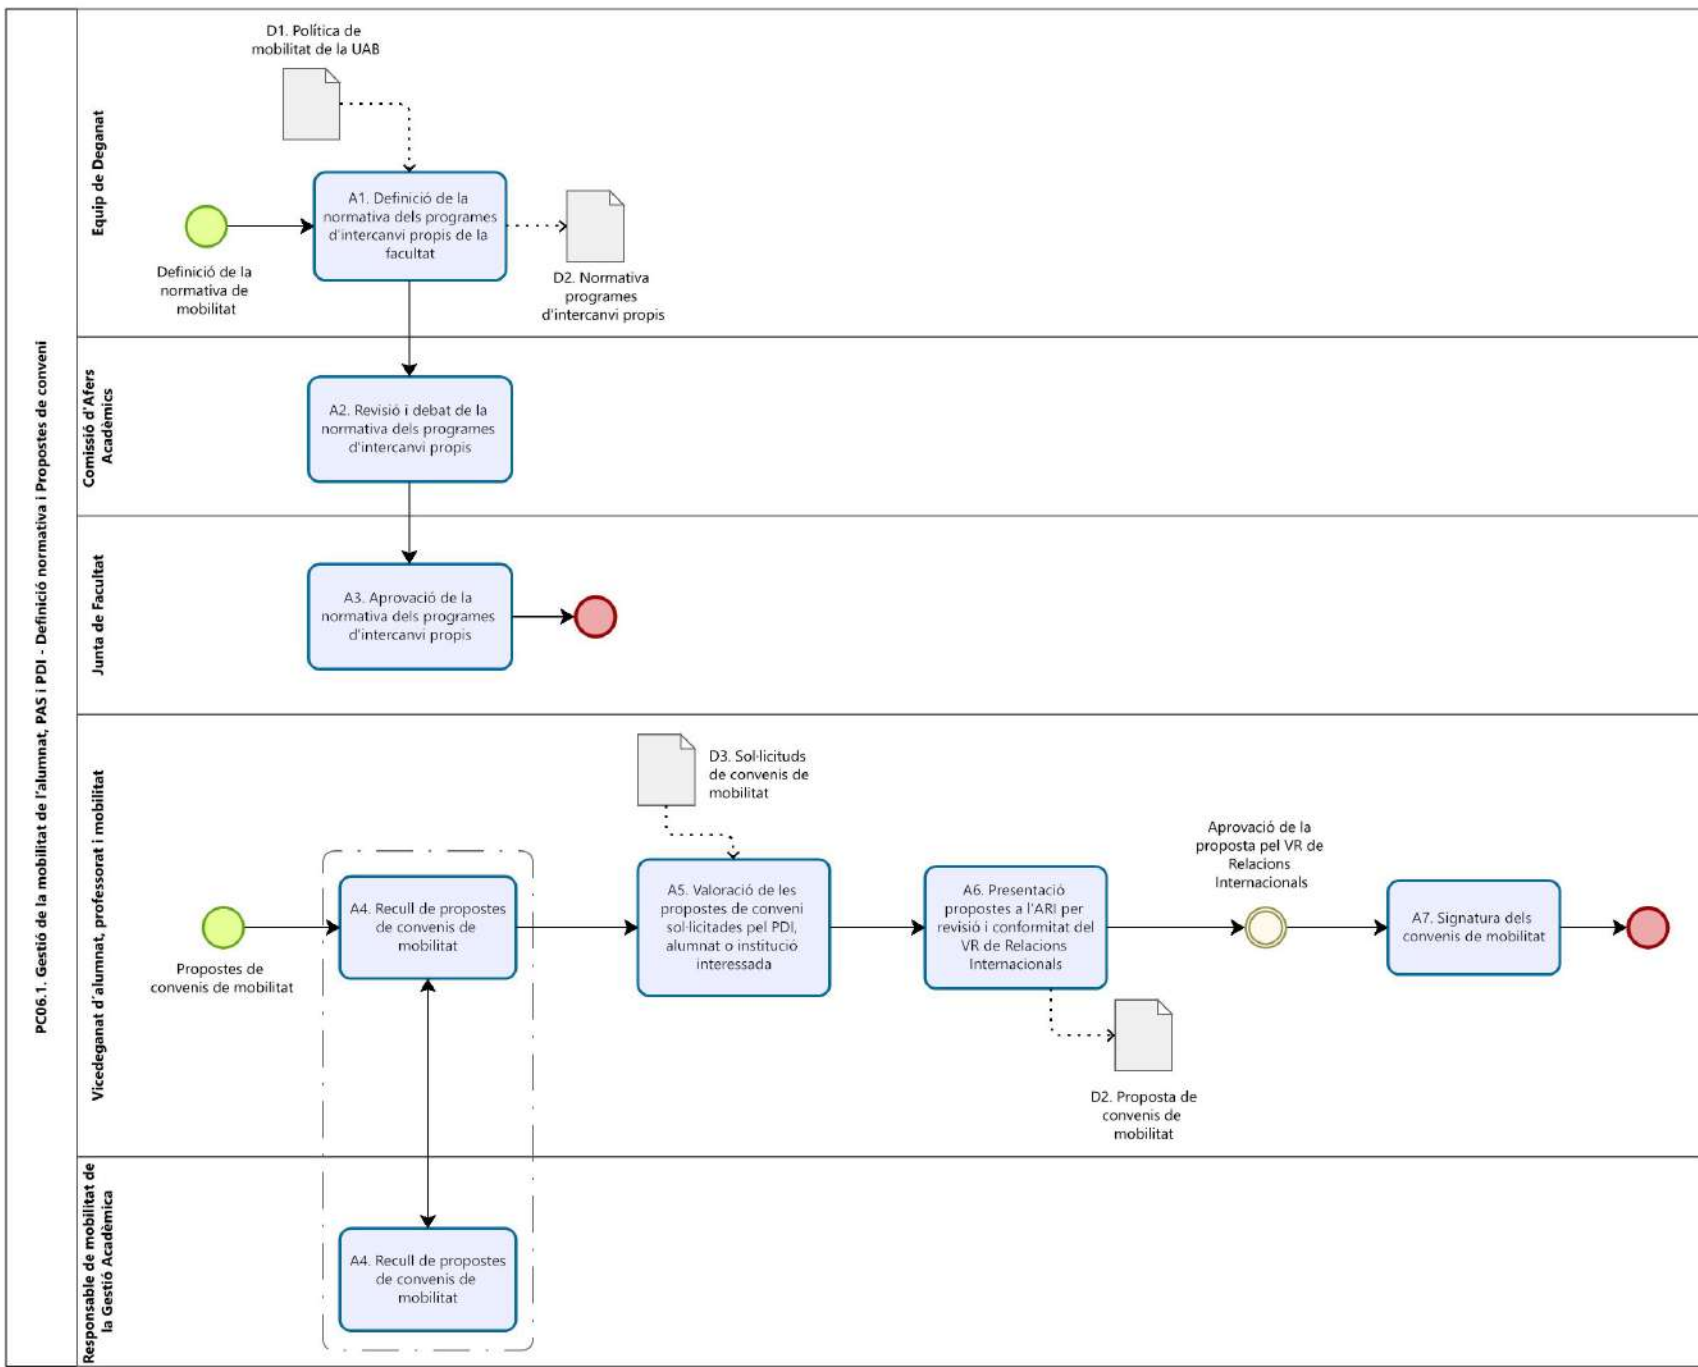 PC06.1. Gestió de la mobilitat de l'alumnat, PAS i PDI - Definició normativa i Propostes de conveni
Equip de Deganat
D1. Política de
mobilitat de la UAB
A1. Definició de la
normativa dels programes
d'intercanvi propis de la
facultat
Definició de la
normativa de
mobilitat
D2. Normativa
programes
d'intercanvi propis
Comissió d'Afers
Acadèmics
A2. Revisió i debat de la
normativa dels programes
d'intercanvi propis
Junta de Facultat
A3. Aprovació de la
normativa dels programes
d'intercanvi propis
Vicedeganat d´alumnat, professorat i mobilitat
Propostes de
convenis de mobilitat
A4. Recull de propostes
de convenis de
mobilitat
D3. Sol·licituds
de convenis de
mobilitat
A5. Valoració de les
propostes de conveni
sol·licitades pel PDI,
alumnat o institució
interessada
A6. Presentació
propostes a l'ARI per
revisió i conformitat del
VR de Relacions
Internacionals
D2. Proposta de
convenis de
mobilitat
Aprovació de la
proposta pel VR de
Relacions
Internacionals
A7. Signatura dels
convenis de mobilitat
Responsable de mobilitat de
la Gestió Acadèmica
A4. Recull de propostes
de convenis de
mobilitat